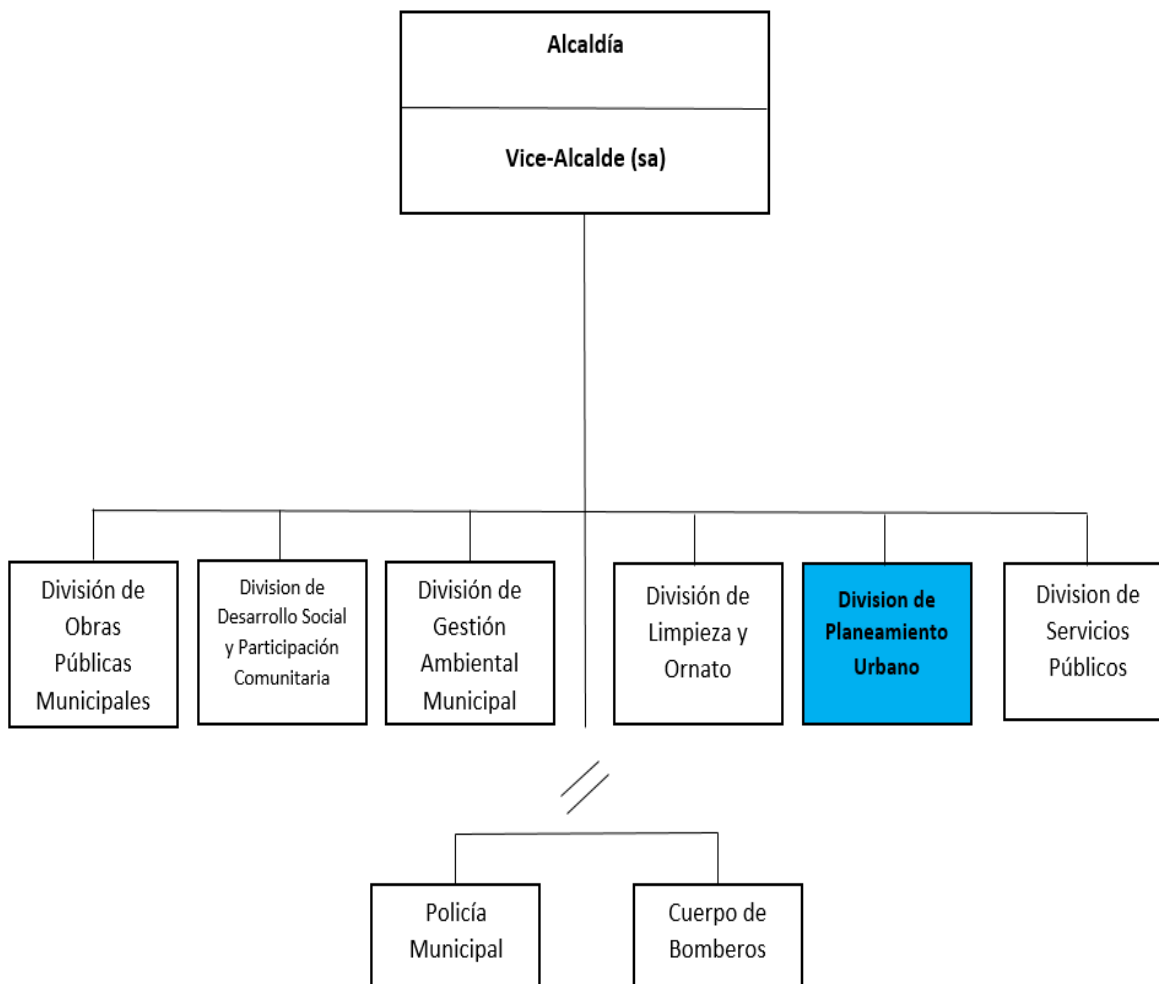 Alcaldía
Vice-Alcalde (sa)
División de
Obras
Públicas
Municipales
Division de
Desarrollo Social
y Participación
Comunitaria
División de
Gestión
Ambiental
Municipal
División de
Limpieza y
Ornato
Division de
Planeamiento
Urbano
Division de
Servicios
Públicos
Policía
Municipal
Cuerpo de
Bomberos